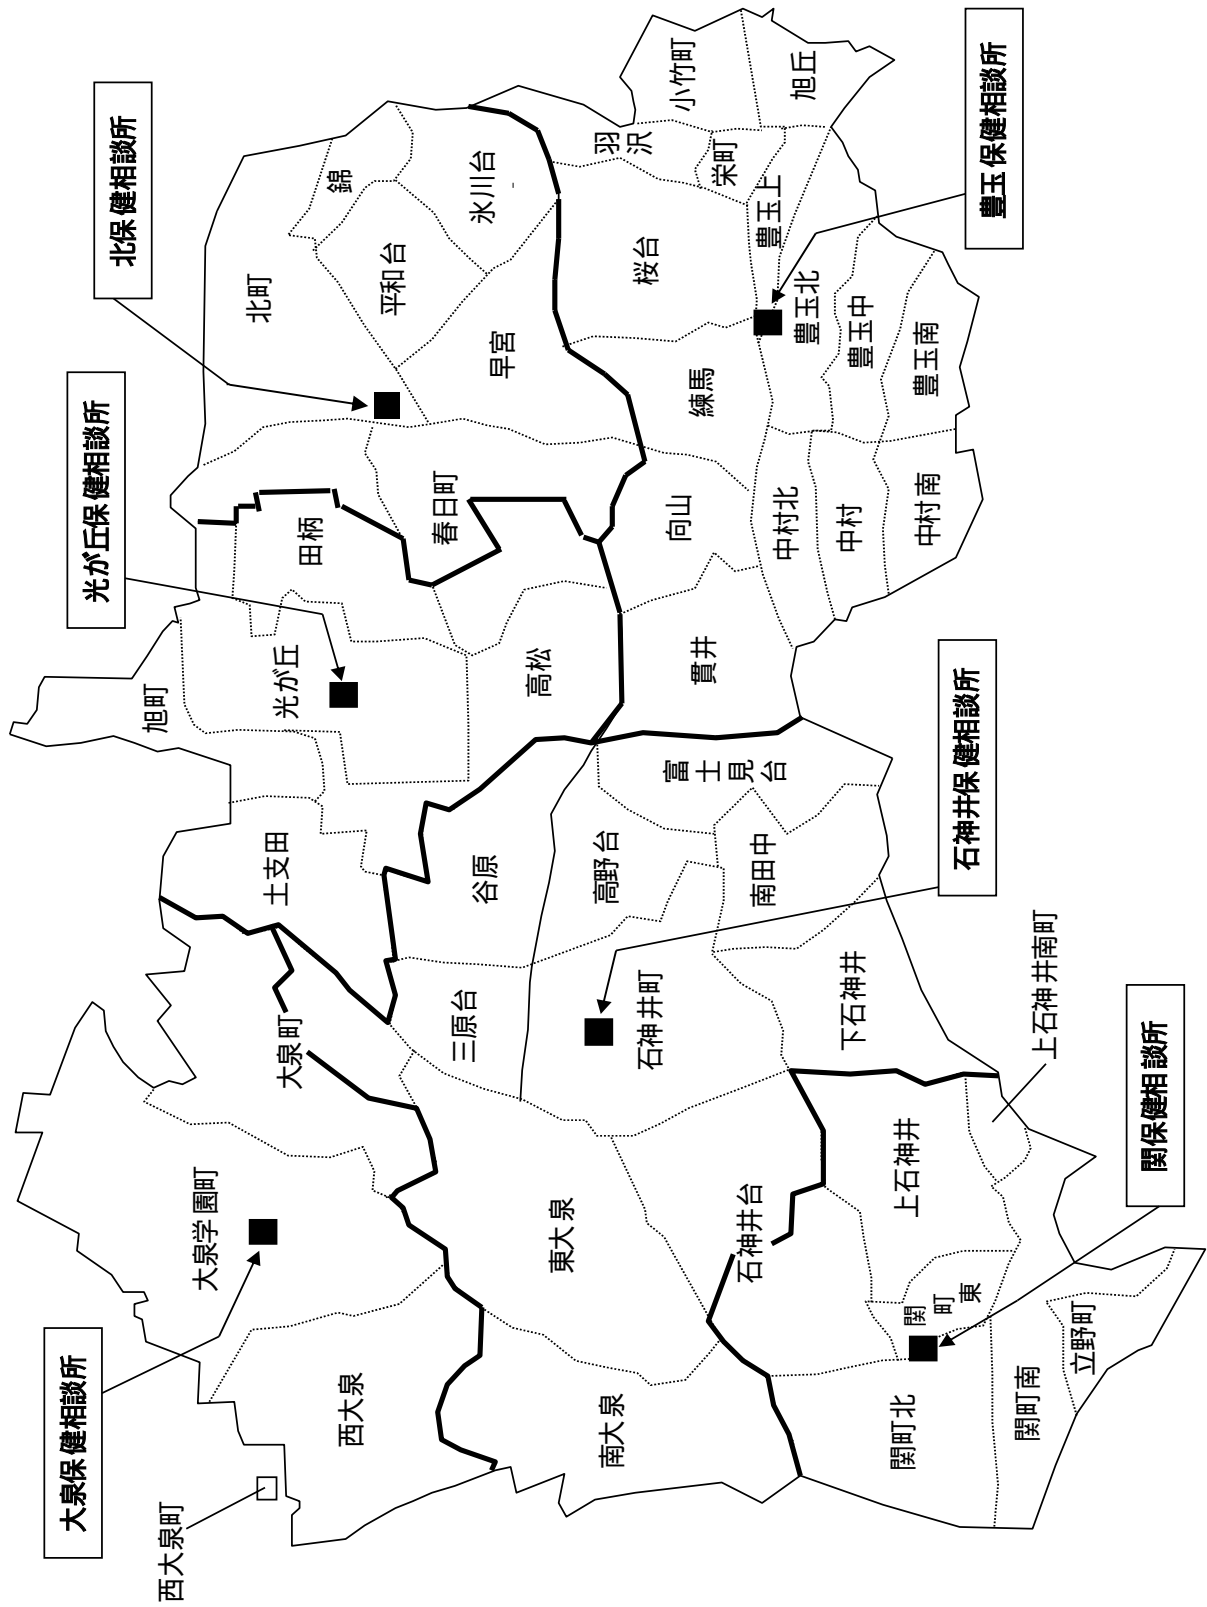 大泉保健相談所
光が丘保健相談所
北保健相談所
西大泉町
旭町
大泉学園町
北町
土支田
大泉町
光が丘
田柄
錦
西大泉
平和台
春日町
氷川台
三原台
谷原
早宮
高松
東大泉
南大泉
高野台
羽沢
桜台
石神井町
向山
富士見台
貫井
練馬
小竹町
栄町
石神井台
南田中
豊玉上
中村北
豊玉北
旭丘
下石神井
中村
豊玉中
上石神井
関町北
関町東
中村南
豊玉南
石神井保健相談所
豊玉保健相談所
関町南
上石神井南町
立野町
関保健相談所